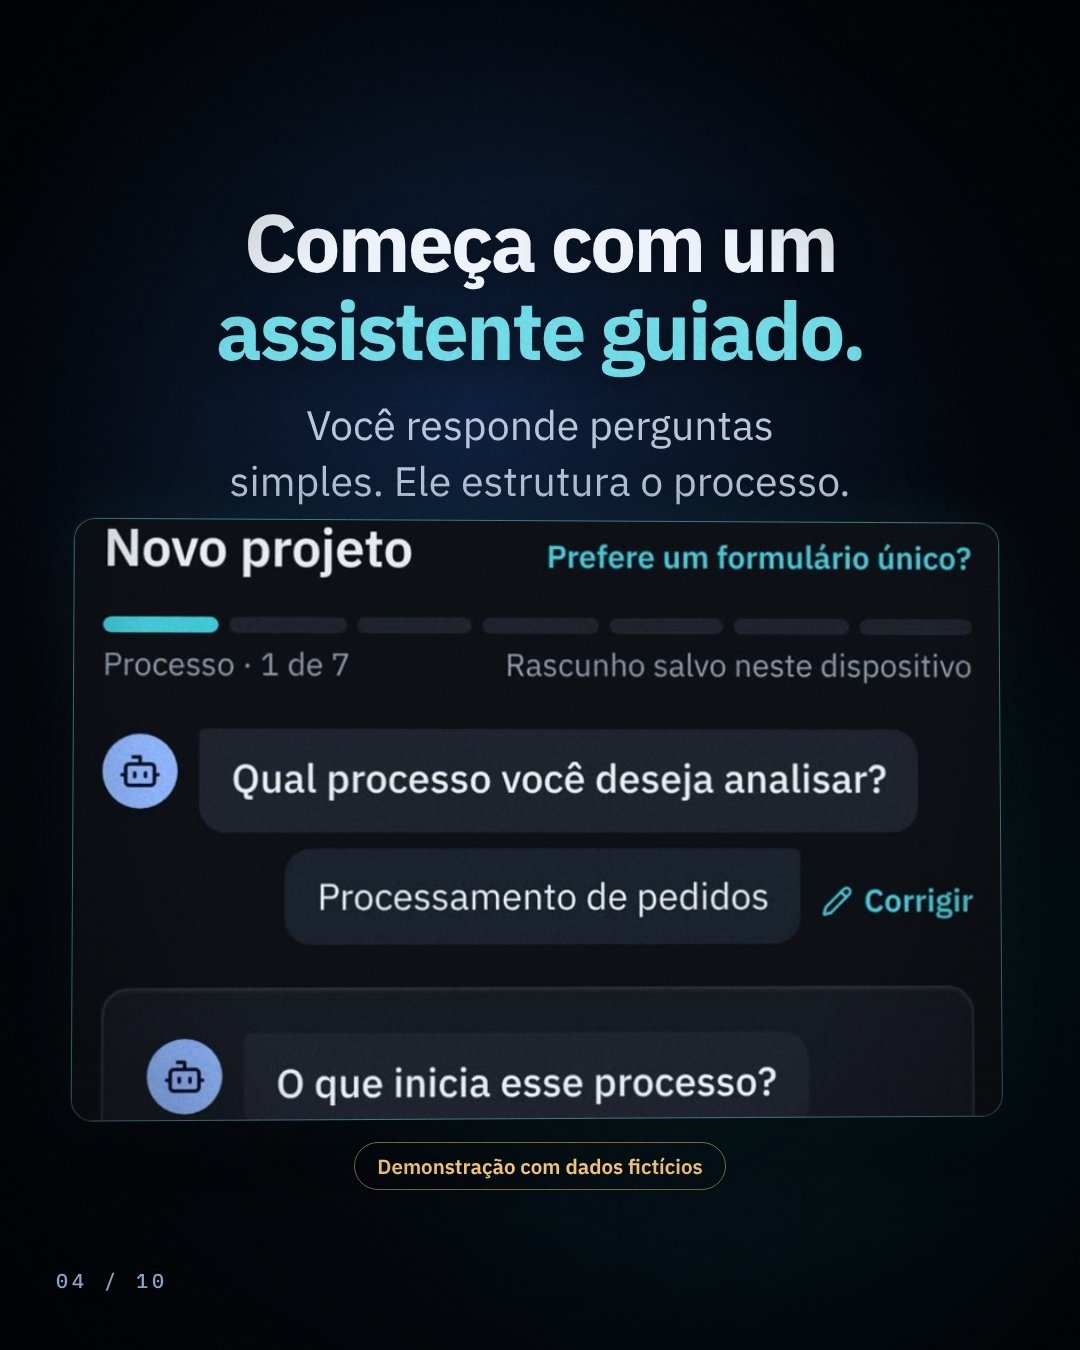 Começa com um
assistente guiado.
Você responde perguntas
simples. Ele estrutura o processo.
Novo projeto
Prefere um formulário único?
Processo · 1 de 7
Rascunho salvo neste dispositivo
Qual processo você deseja analisar?
Processamento de pedidos
Corrigir
O que inicia esse processo?
Demonstração com dados fictícios
04 / 10